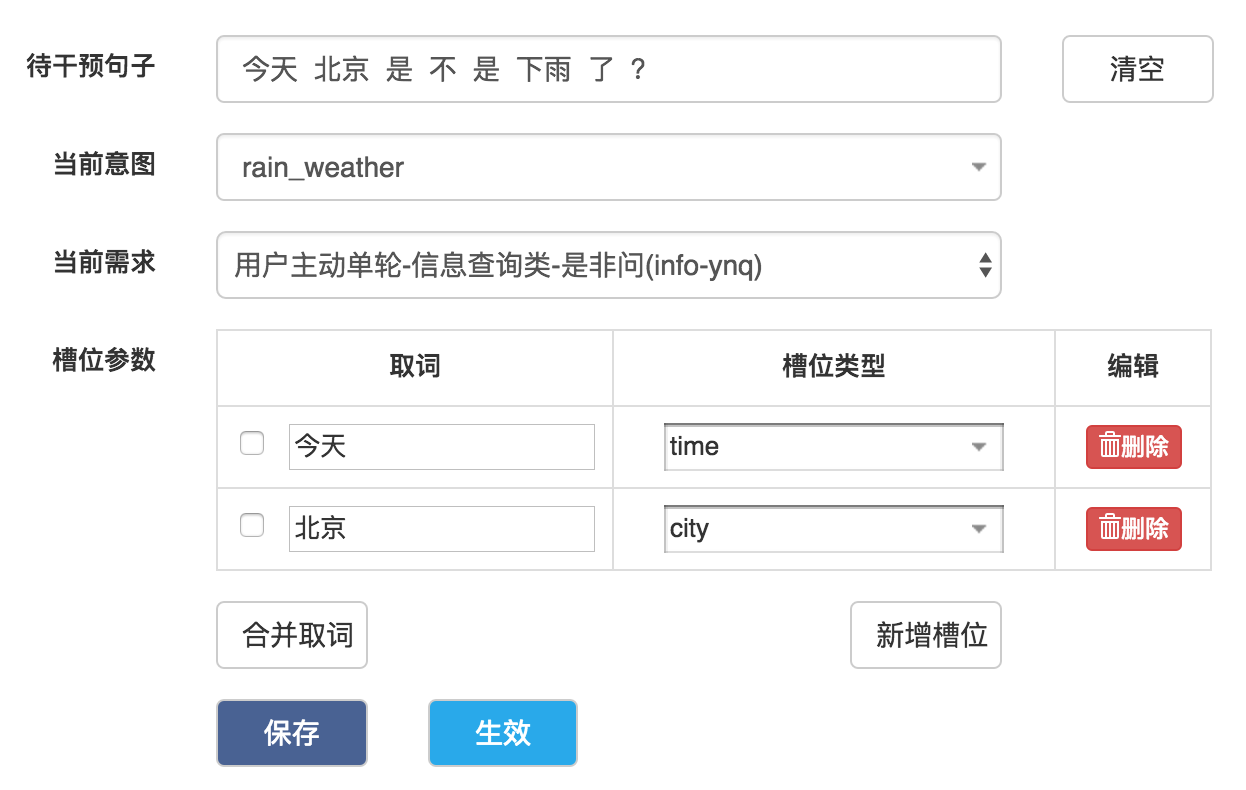 待干预句子 今天 北京 是 不 是 下雨 了 ? 清空
当前意图 rain_weather
当前需求 用户主动单轮-信息查询类-是非问(info-ynq)
槽位参数 取词 槽位类型 编辑
今天 time 删除
北京 city 删除
合并取词 新增槽位
保存 生效